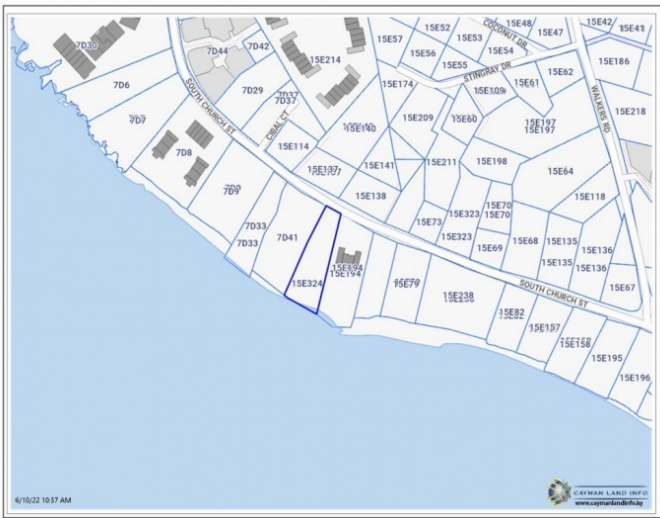 7D30
7D44
7D42
15E214
15E57
15E52
15E53
15E48
15E47
15E42
15E41
COCONUT DR
15E56
15E54
15E55
STINGRAY DR
15E186
7D6
7D7
7D29
7D37
CIBAL CT
SOUTH CHURCH ST
15E174
15E109
15E61
15E62
WALKERS RD
15E218
7D8
15E114
15E140
15E209
15E60
15E197
15E197
15E141
15E211
15E198
15E64
7D9
15E137
15E138
15E118
7D33
7D33
7D41
15E73
15E323
15E323
15E70
15E70
15E69
15E68
15E135
15E135
15E136
15E136
15E67
15E194
15E194
15E324
15E79
15E238
SOUTH CHURCH ST
15E82
15E157
15E158
15E195
15E196
6/10/22 10:37 AM
CAYMAN LAND INFO
www.caymanlandinfo.ky